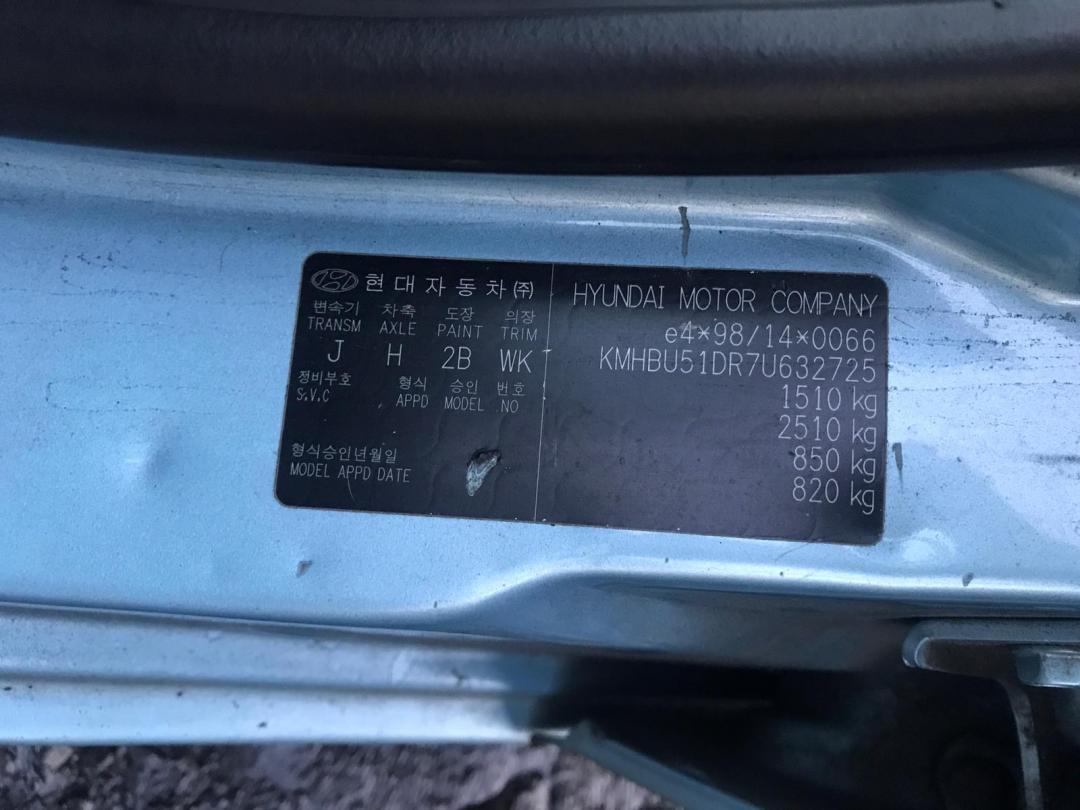 현대자동차㈜
변속기 차축 도장 의장
TRANSM AXLE PAINT TRIM
J H 2B WK
정비부호 형식 승인 번호
S.V.C APPD MODEL NO
형식승인년월일
MODEL APPD DATE
HYUNDAI MOTOR COMPANY
e4*98/14*0066
KMHBU51DR7U632725
1510 kg
2510 kg
850 kg
820 kg